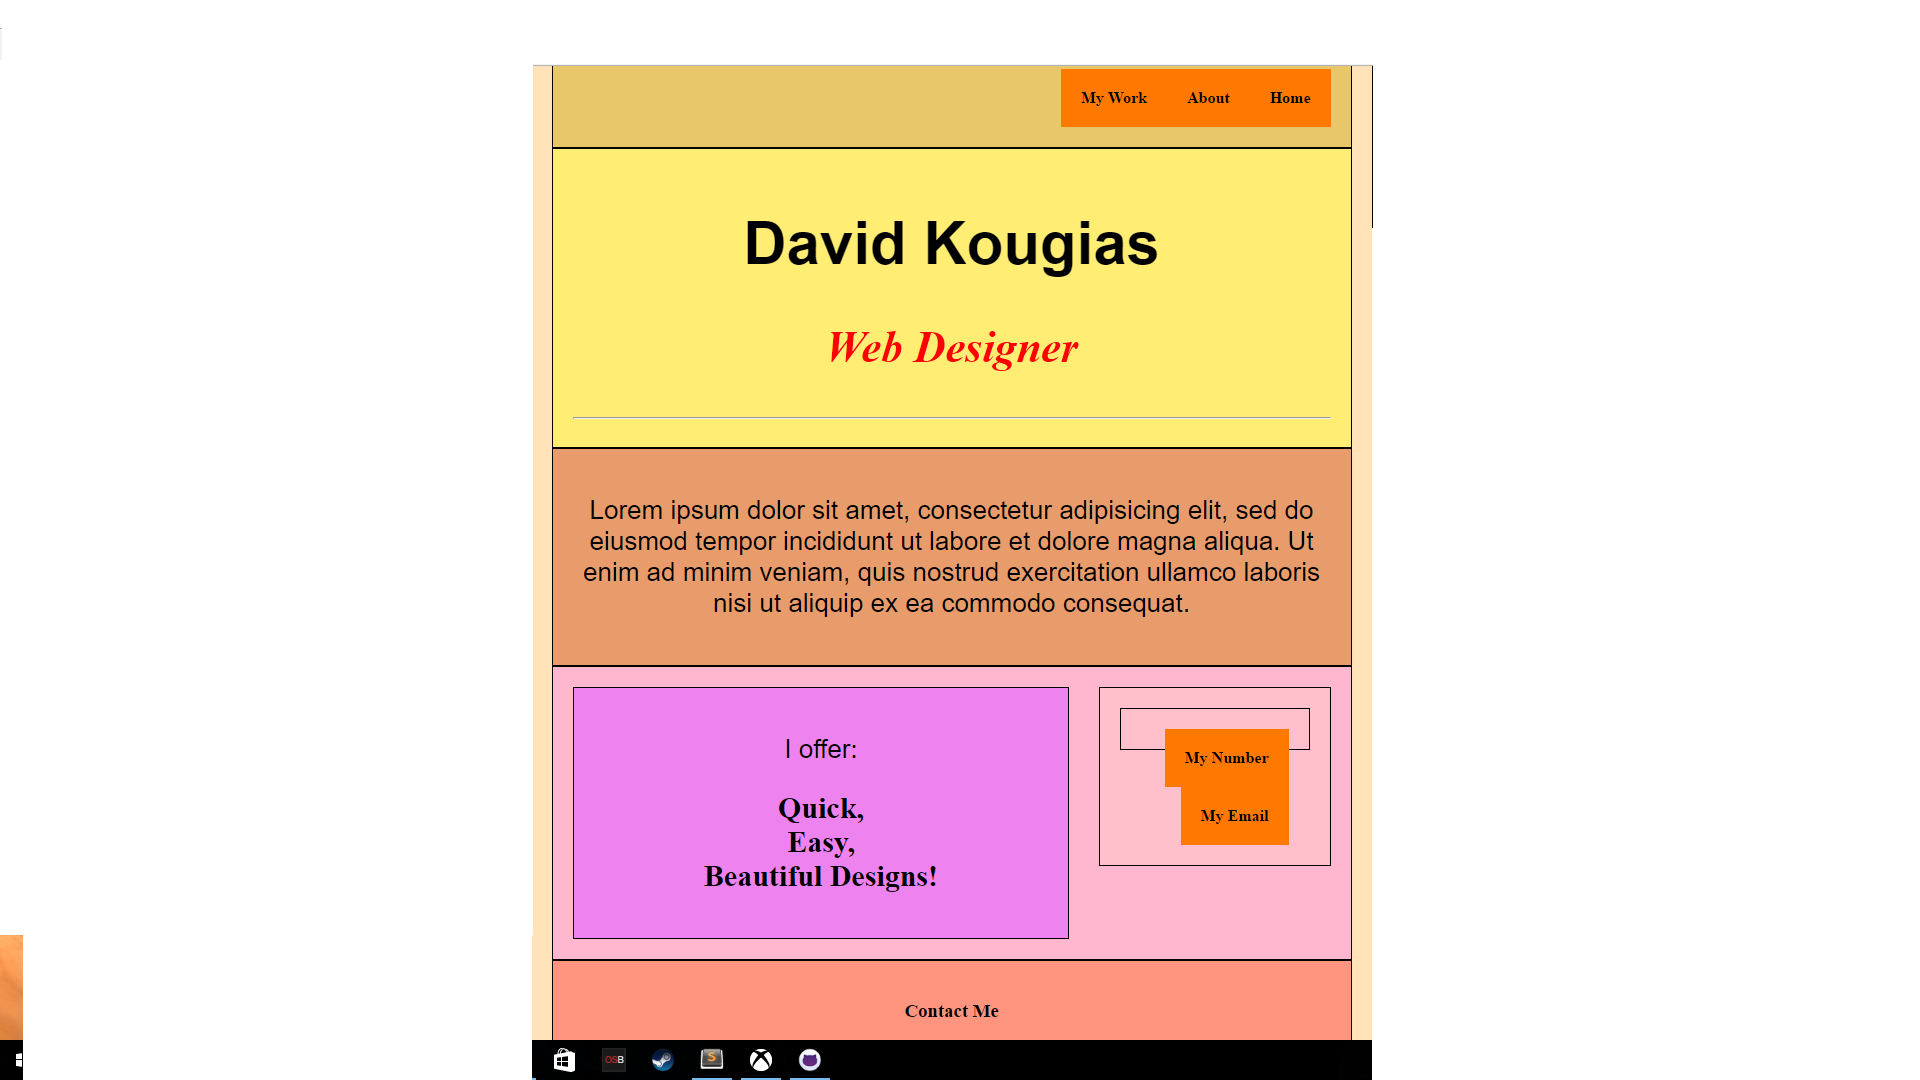 My Work About Home
David Kougias
Web Designer
Lorem ipsum dolor sit amet, consectetur adipisicing elit, sed do
eiusmod tempor incididunt ut labore et dolore magna aliqua. Ut
enim ad minim veniam, quis nostrud exercitation ullamco laboris
nisi ut aliquip ex ea commodo consequat.
I offer:
Quick,
Easy,
Beautiful Designs!
My Number
My Email
Contact Me
OSB
S